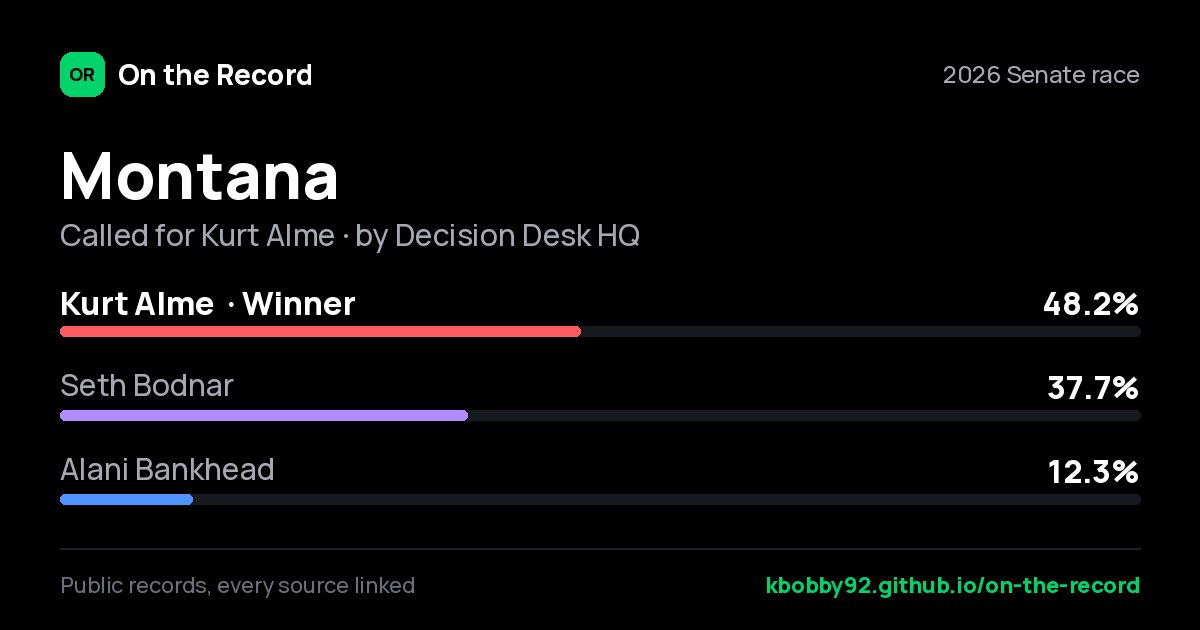 OR On the Record
2026 Senate race
Montana
Called for Kurt Alme · by Decision Desk HQ
Kurt Alme · Winner 48.2%
Seth Bodnar 37.7%
Alani Bankhead 12.3%
Public records, every source linked
kbobby92.github.io/on-the-record